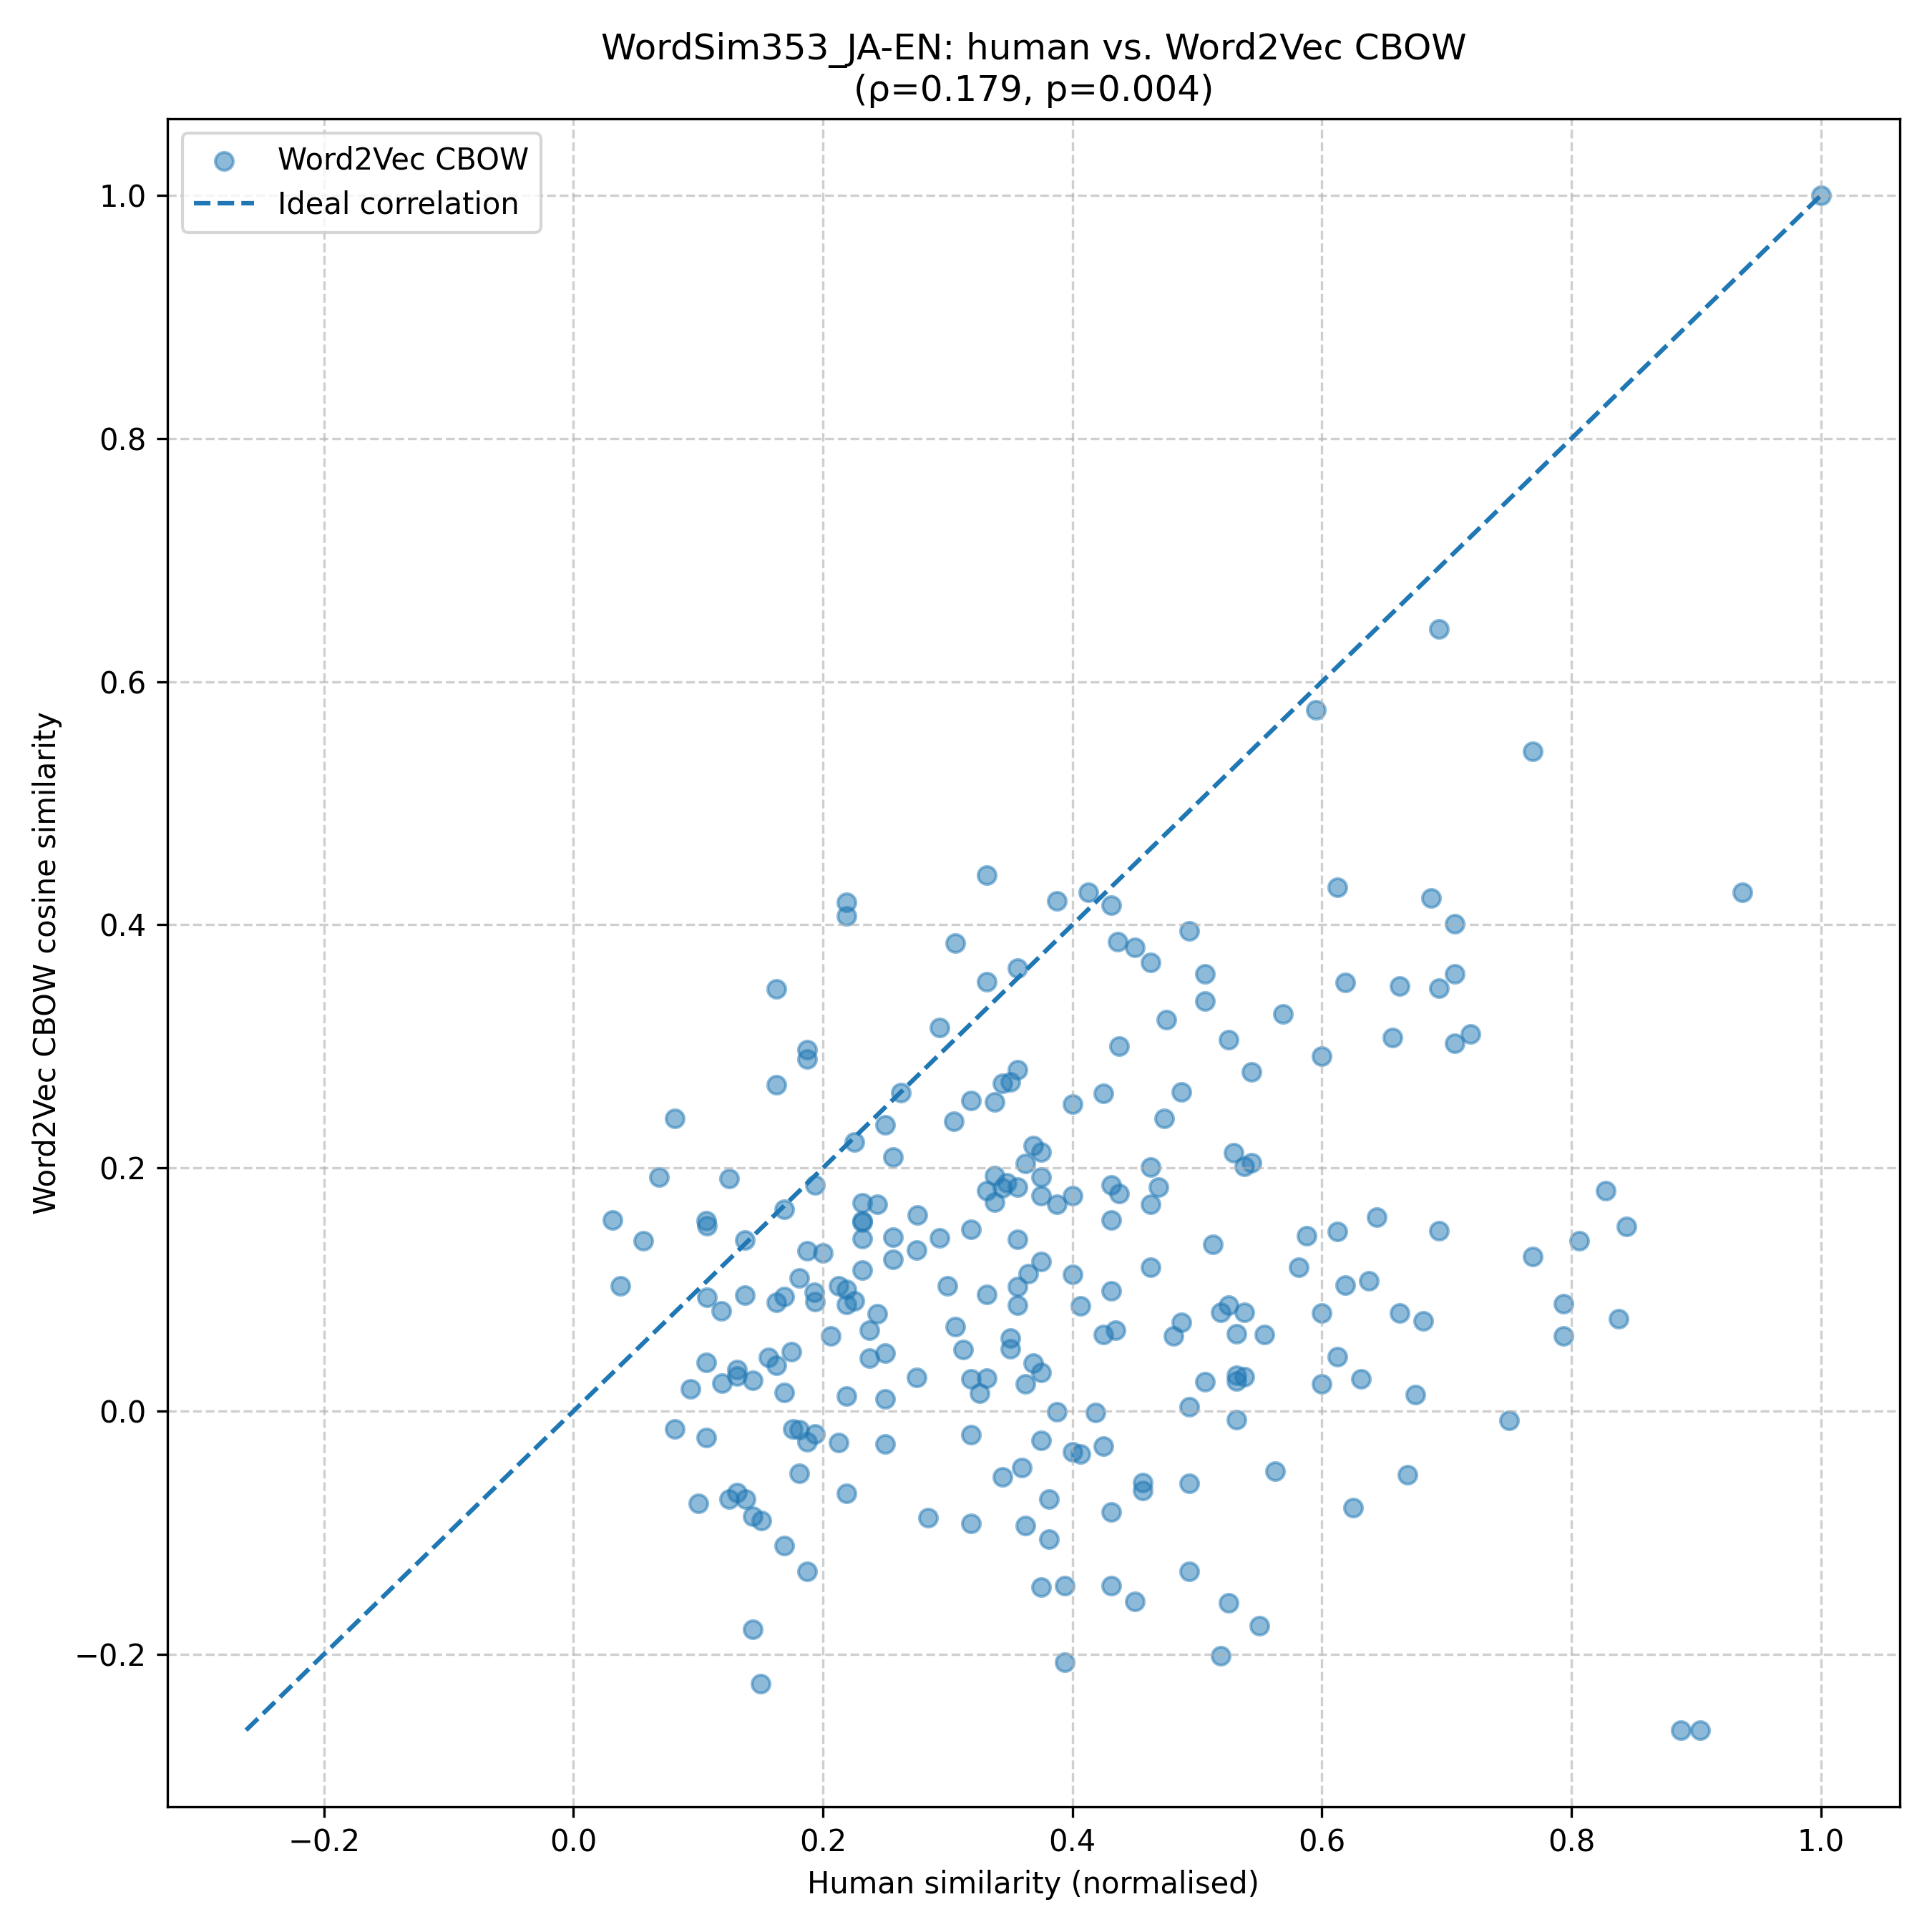 WordSim353_JA-EN: human vs. Word2Vec CBOW
(ρ=0.179, p=0.004)
Word2Vec CBOW
Ideal correlation
1.0
0.8
0.6
0.4
0.2
0.0
−0.2
Word2Vec CBOW cosine similarity
−0.2
0.0
0.2
0.4
0.6
0.8
1.0
Human similarity (normalised)